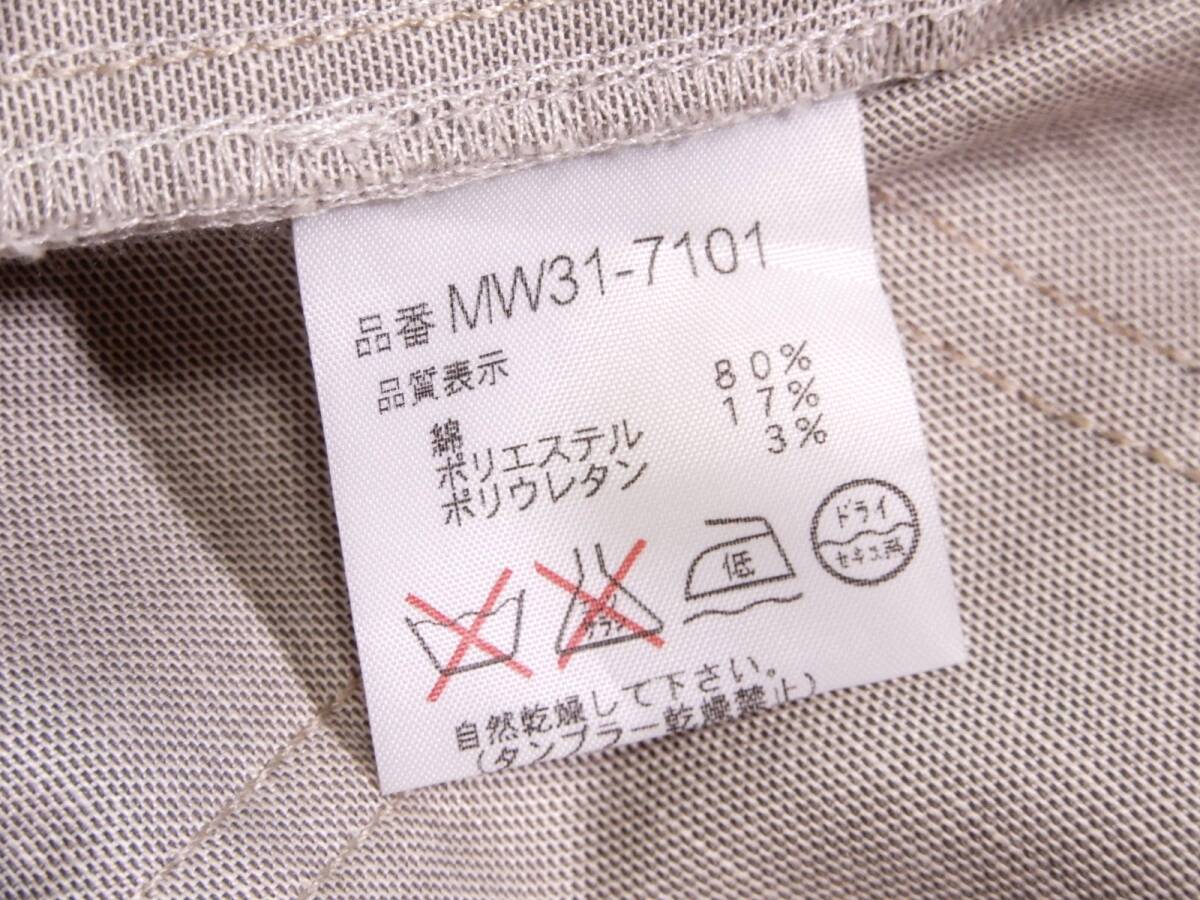 品番 MW31-7101
品質表示
綿 80%
ポリエステル 17%
ポリウレタン 3%
低
ドライ
セキユ系
自然乾燥して下さい。
(タンブラー乾燥禁止)